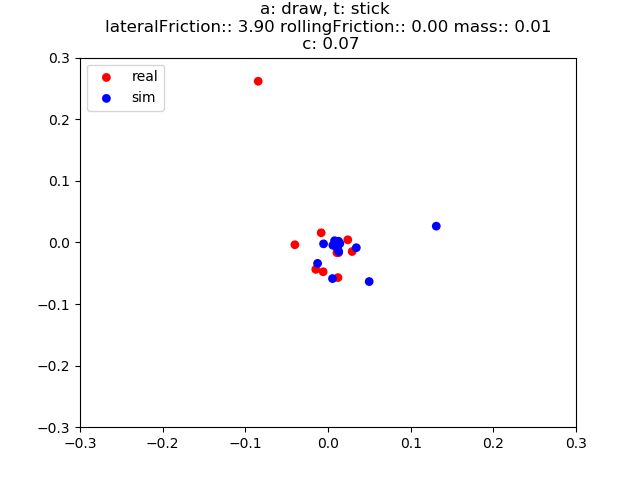 a: draw, t: stick
lateralFriction:: 3.90 rollingFriction:: 0.00 mass:: 0.01
c: 0.07
real
sim
0.3
0.2
0.1
0.0
−0.1
−0.2
−0.3
−0.3 −0.2 −0.1 0.0 0.1 0.2 0.3